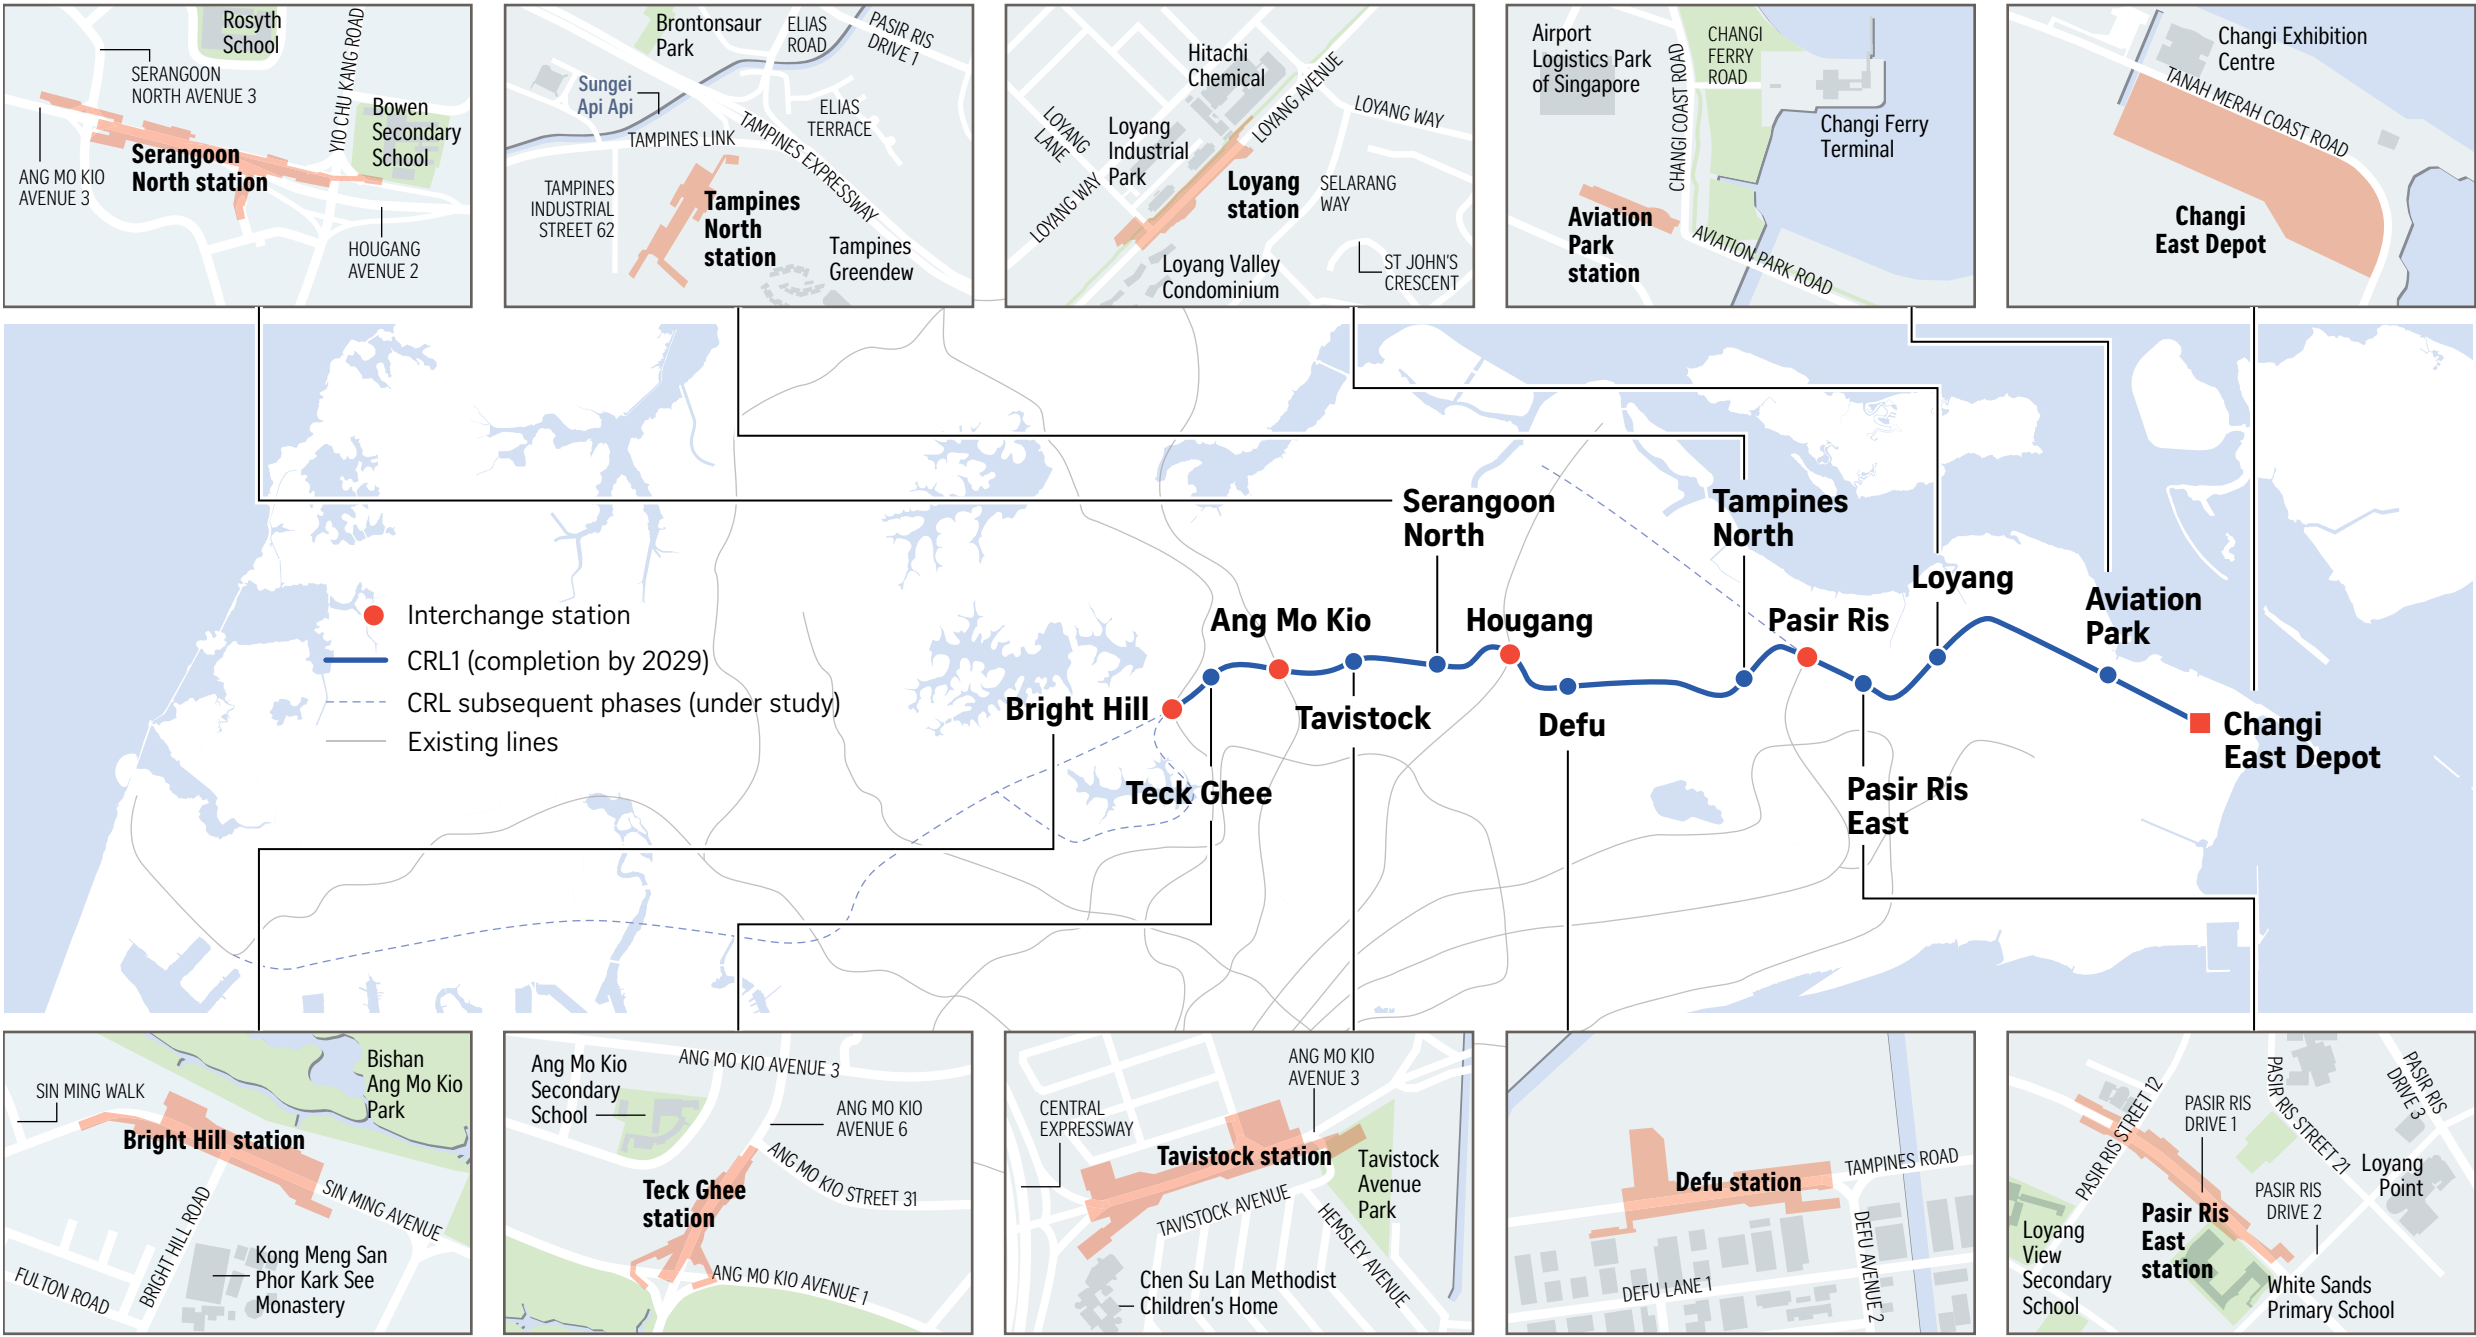 Rosyth
School
SERANGOON
NORTH AVENUE 3
YIO CHU KANG ROAD
Bowen
Secondary
School
Serangoon
North station
ANG MO KIO
AVENUE 3
HOUGANG
AVENUE 2
Brontonsaur
Park
ELIAS
ROAD
PASIR RIS
DRIVE 1
Sungei
Api Api
ELIAS
TERRACE
TAMPINES LINK
TAMPINES EXPRESSWAY
TAMPINES
INDUSTRIAL
STREET 62
Tampines
North
station
Tampines
Greendew
Hitachi
Chemical
LOYANG AVENUE
LOYANG WAY
LOYANG
LANE
Loyang
Industrial
Park
LOYANG WAY
Loyang
station
SELARANG
WAY
Loyang Valley
Condominium
ST JOHN'S
CRESCENT
Airport
Logistics Park
of Singapore
CHANGI COAST ROAD
CHANGI
FERRY
ROAD
Changi Ferry
Terminal
Aviation
Park
station
AVIATION PARK ROAD
Changi Exhibition
Centre
TANAH MERAH COAST ROAD
Changi
East Depot
Serangoon
North
Tampines
North
Loyang
Aviation
Park
Interchange station
CRL1 (completion by 2029)
CRL subsequent phases (under study)
Existing lines
Ang Mo Kio
Hougang
Pasir Ris
Bright Hill
Tavistock
Defu
Changi
East Depot
Teck Ghee
Pasir Ris
East
Bishan
Ang Mo Kio
Park
SIN MING WALK
Bright Hill station
SIN MING AVENUE
BRIGHT HILL ROAD
Kong Meng San
Phor Kark See
Monastery
FULTON ROAD
Ang Mo Kio
Secondary
School
ANG MO KIO AVENUE 3
ANG MO KIO
AVENUE 6
ANG MO KIO STREET 31
Teck Ghee
station
ANG MO KIO AVENUE 1
ANG MO KIO
AVENUE 3
CENTRAL
EXPRESSWAY
Tavistock station
Tavistock
Avenue
Park
TAVISTOCK AVENUE
HEMSLEY AVENUE
Chen Su Lan Methodist
Children's Home
Defu station
TAMPINES ROAD
DEFU AVENUE 2
DEFU LANE 1
PASIR RIS STREET 12
PASIR RIS
DRIVE 1
PASIR RIS STREET 21
PASIR RIS
DRIVE 3
Loyang
Point
PASIR RIS
DRIVE 2
Pasir Ris
East
station
Loyang
View
Secondary
School
White Sands
Primary School